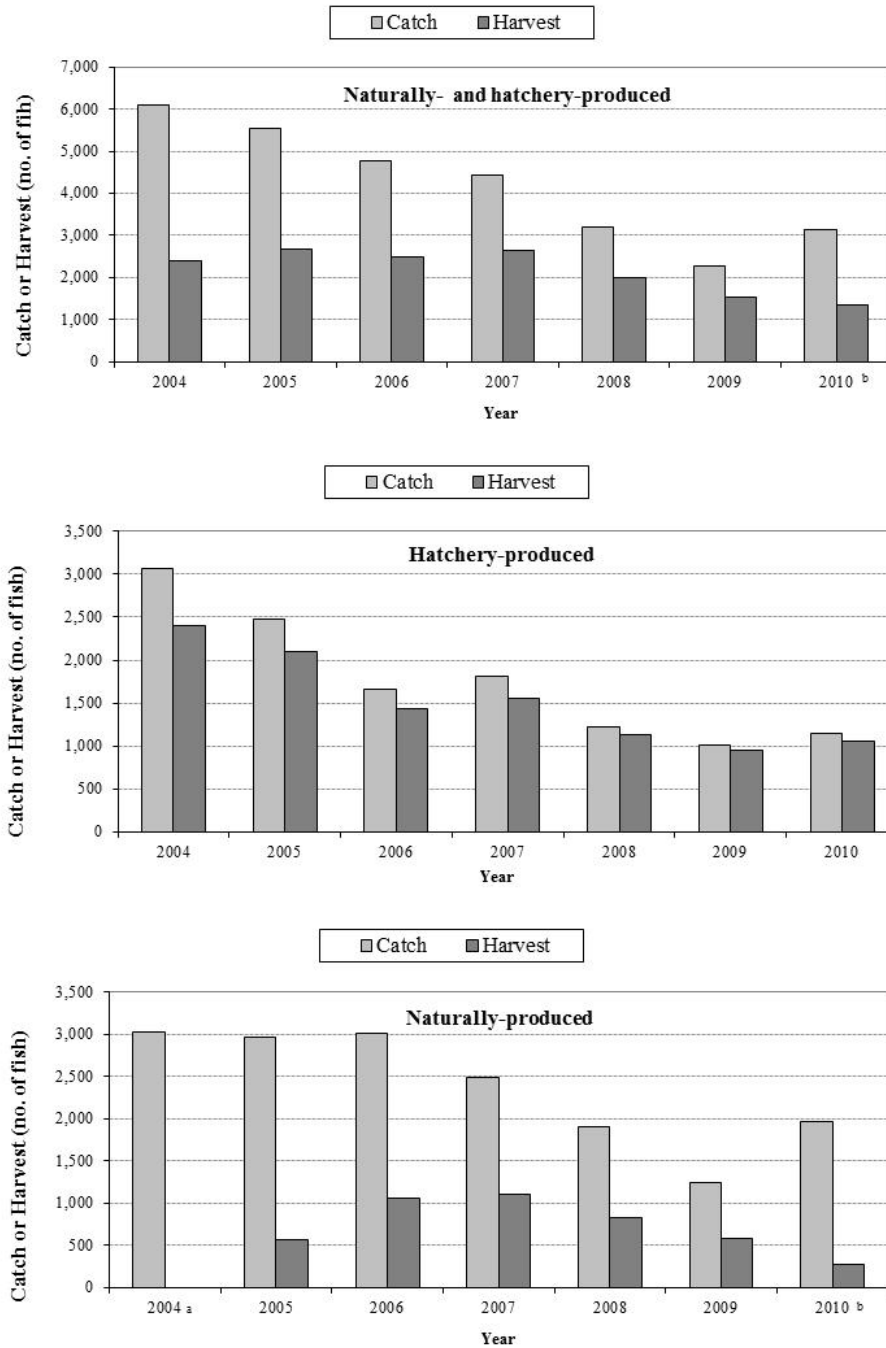 Catch Harvest
Naturally- and hatchery-produced
Catch or Harvest (no. of fih)
7,000
6,000
5,000
4,000
3,000
2,000
1,000
0
2004 2005 2006 2007 2008 2009 2010 b
Year
Catch Harvest
Hatchery-produced
Catch or Harvest (no. of fish)
3,500
3,000
2,500
2,000
1,500
1,000
500
0
2004 2005 2006 2007 2008 2009 2010
Year
Catch Harvest
Naturally-produced
Catch or Harvest (no. of fish)
3,500
3,000
2,500
2,000
1,500
1,000
500
0
2004 a 2005 2006 2007 2008 2009 2010 b
Year